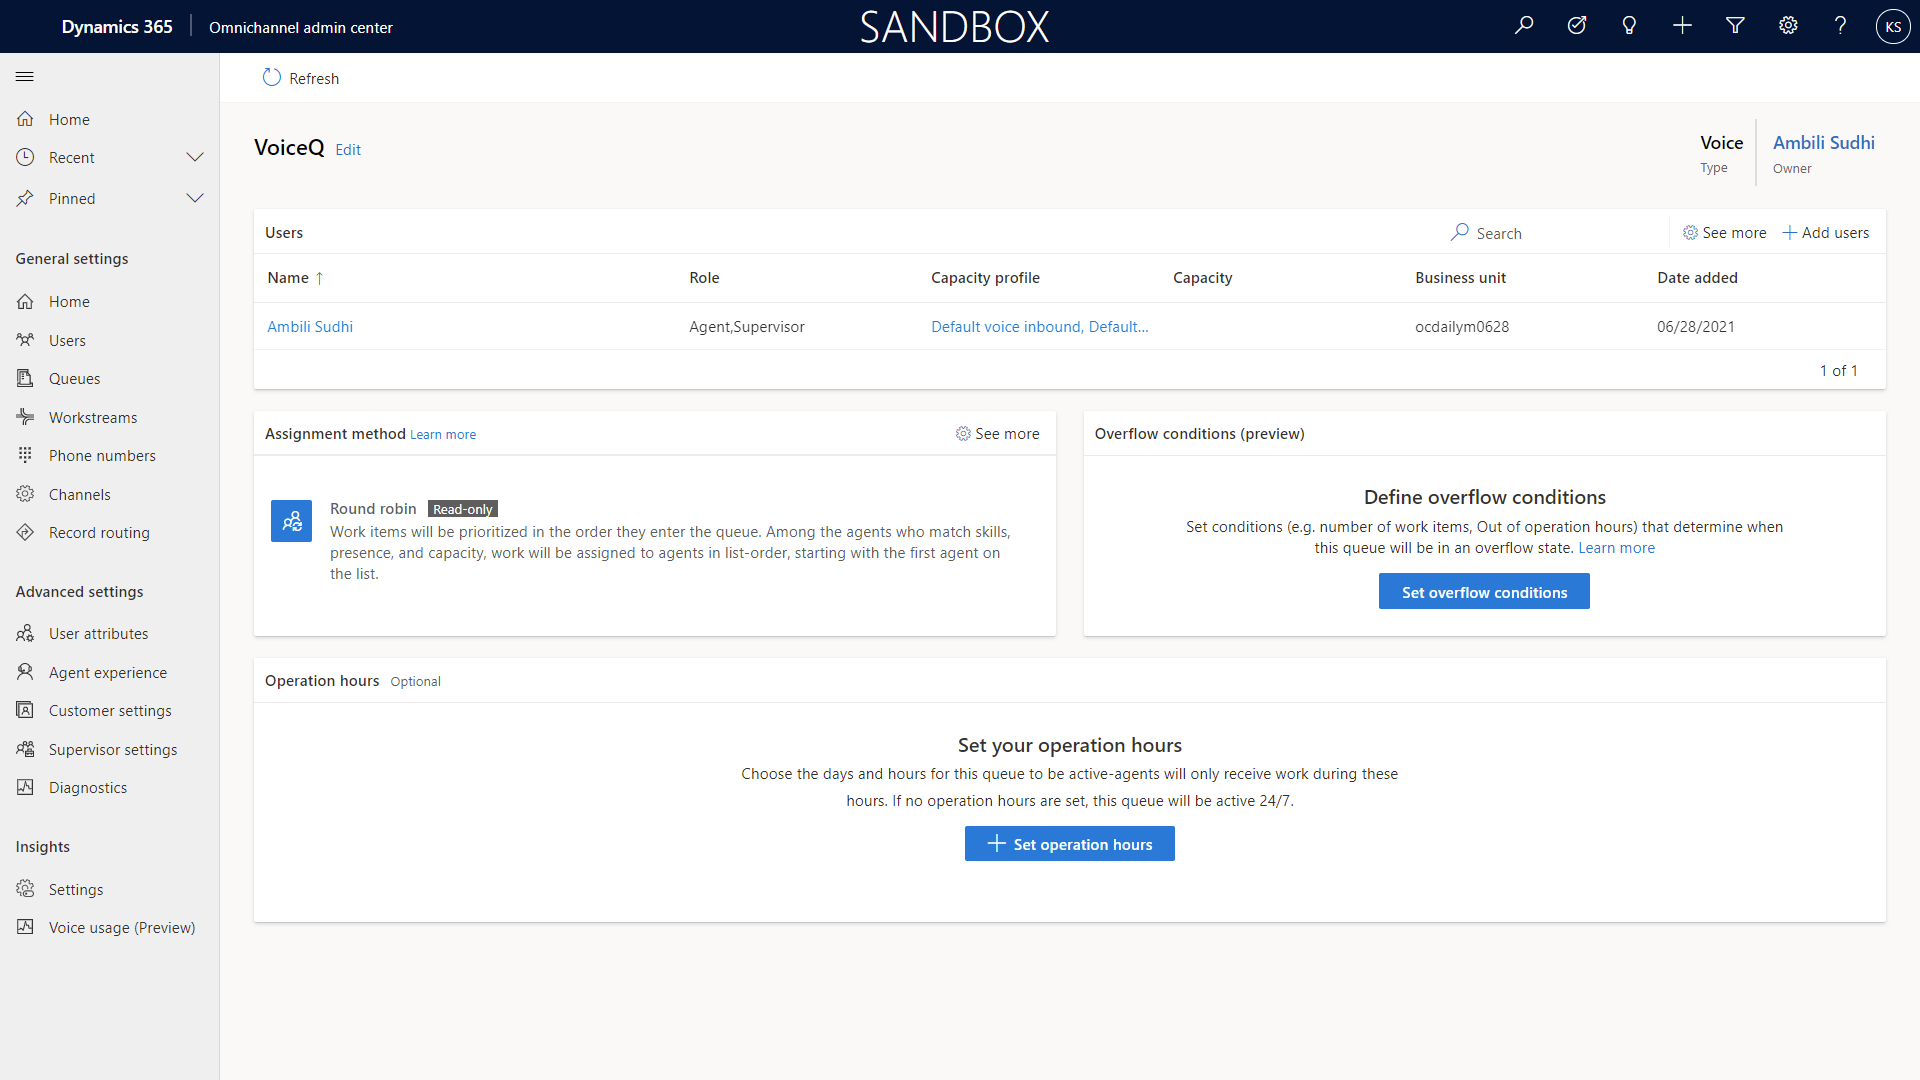 Dynamics 365
Omnichannel admin center
SANDBOX
KS
Home
Recent
Pinned
General settings
Home
Users
Queues
Workstreams
Phone numbers
Channels
Record routing
Advanced settings
User attributes
Agent experience
Customer settings
Supervisor settings
Diagnostics
Insights
Settings
Voice usage (Preview)
Refresh
VoiceQ Edit
Voice
Type
Ambili Sudhi
Owner
Users
Search
See more
Add users
Name ↑ Role Capacity profile Capacity Business unit Date added
Ambili Sudhi Agent,Supervisor Default voice inbound, Default... ocdailym0628 06/28/2021
1 of 1
Assignment method Learn more
See more
Round robin Read-only
Work items will be prioritized in the order they enter the queue. Among the agents who match skills,
presence, and capacity, work will be assigned to agents in list-order, starting with the first agent on
the list.
Overflow conditions (preview)
Define overflow conditions
Set conditions (e.g. number of work items, Out of operation hours) that determine when
this queue will be in an overflow state. Learn more
Set overflow conditions
Operation hours Optional
Set your operation hours
Choose the days and hours for this queue to be active-agents will only receive work during these
hours. If no operation hours are set, this queue will be active 24/7.
Set operation hours